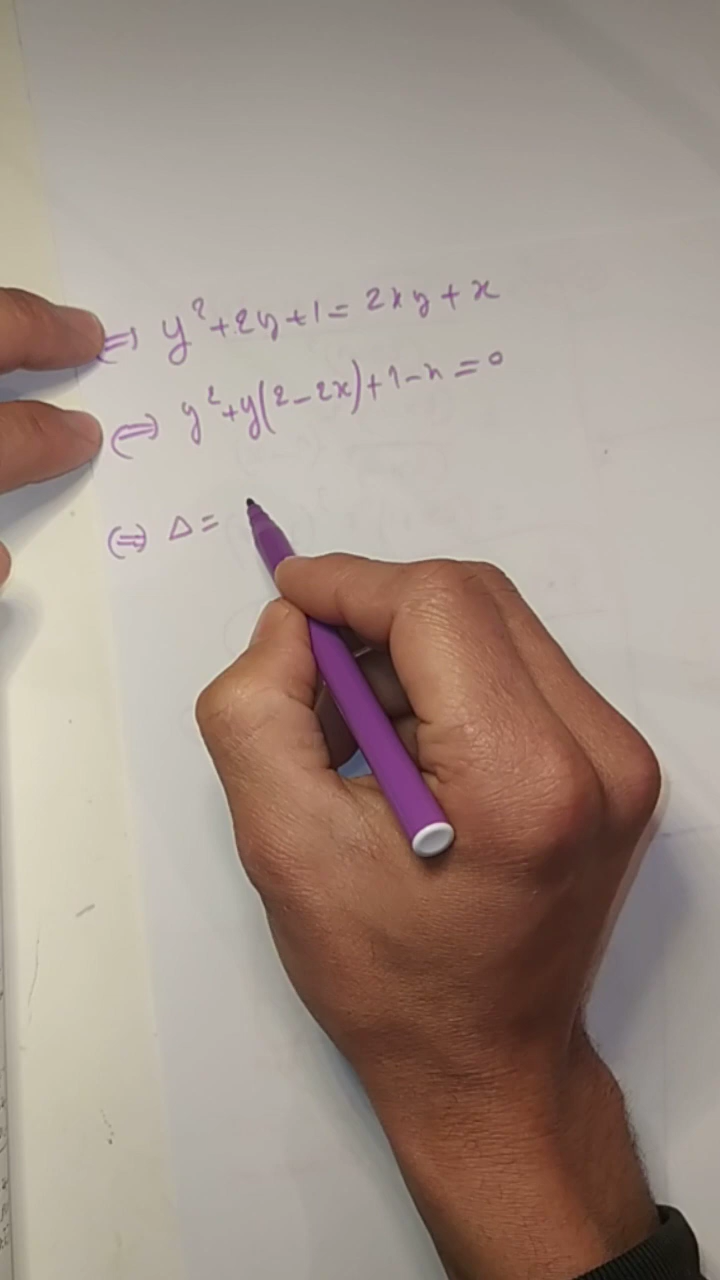 ⇔ y²+2y+1 = 2xy + x
⇔ y²+y(2-2x)+1-x = 0
⇔ Δ =